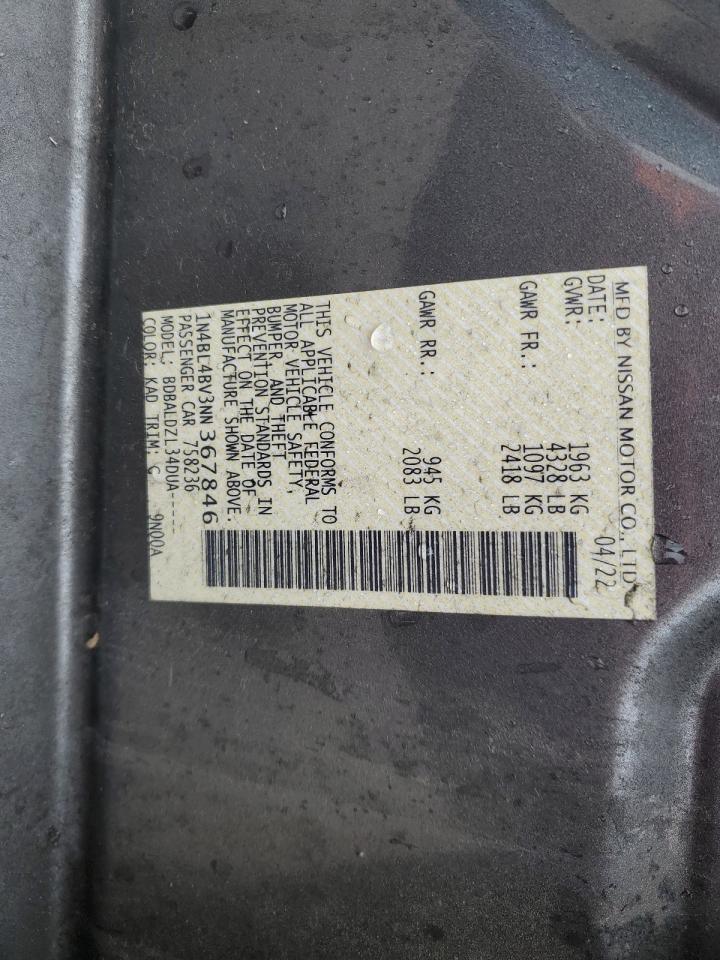 MFD BY NISSAN MOTOR CO., LTD
DATE: 04/22
GVWR: 1963 KG
4328 LB
GAWR FR.: 1097 KG
2418 LB
GAWR RR.: 945 KG
2083 LB
THIS VEHICLE CONFORMS TO
ALL APPLICABLE FEDERAL
MOTOR VEHICLE SAFETY,
BUMPER, AND THEFT
PREVENTION STANDARDS IN
EFFECT ON THE DATE OF
MANUFACTURE SHOWN ABOVE.
1N4BL4BV3NN367846
PASSENGER CAR 758236
MODEL: BDBALDZL34DUA-----
COLOR: KAD TRIM: G 9N00A